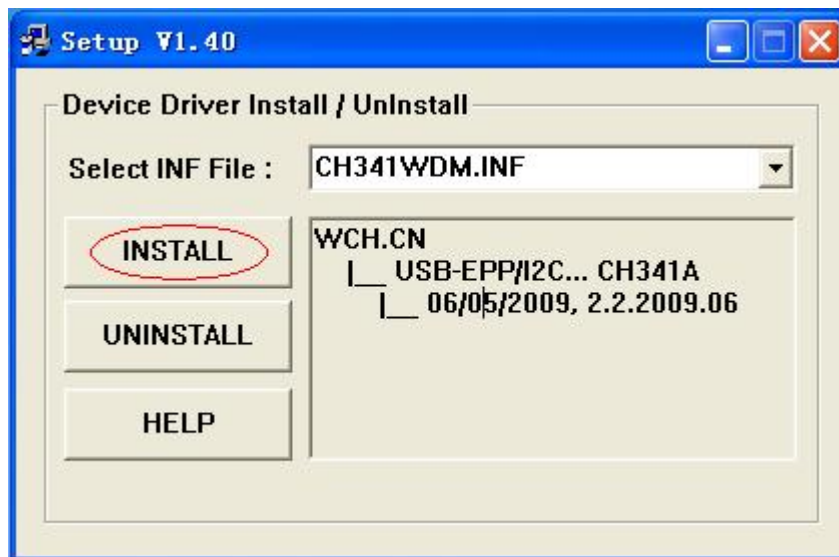 Setup V1.40
Device Driver Install / UnInstall
Select INF File : CH341WDM.INF
INSTALL
UNINSTALL
HELP
WCH.CN
|__ USB-EPP/I2C... CH341A
|__ 06/05/2009, 2.2.2009.06